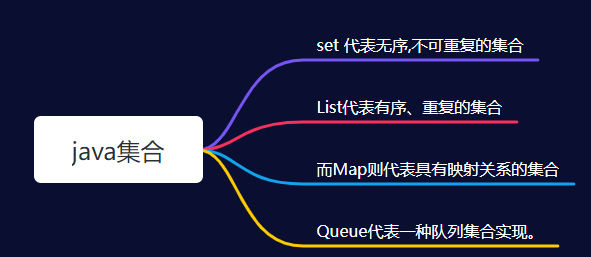 java集合
set 代表无序,不可重复的集合
List代表有序、重复的集合
而Map则代表具有映射关系的集合
Queue代表一种队列集合实现。